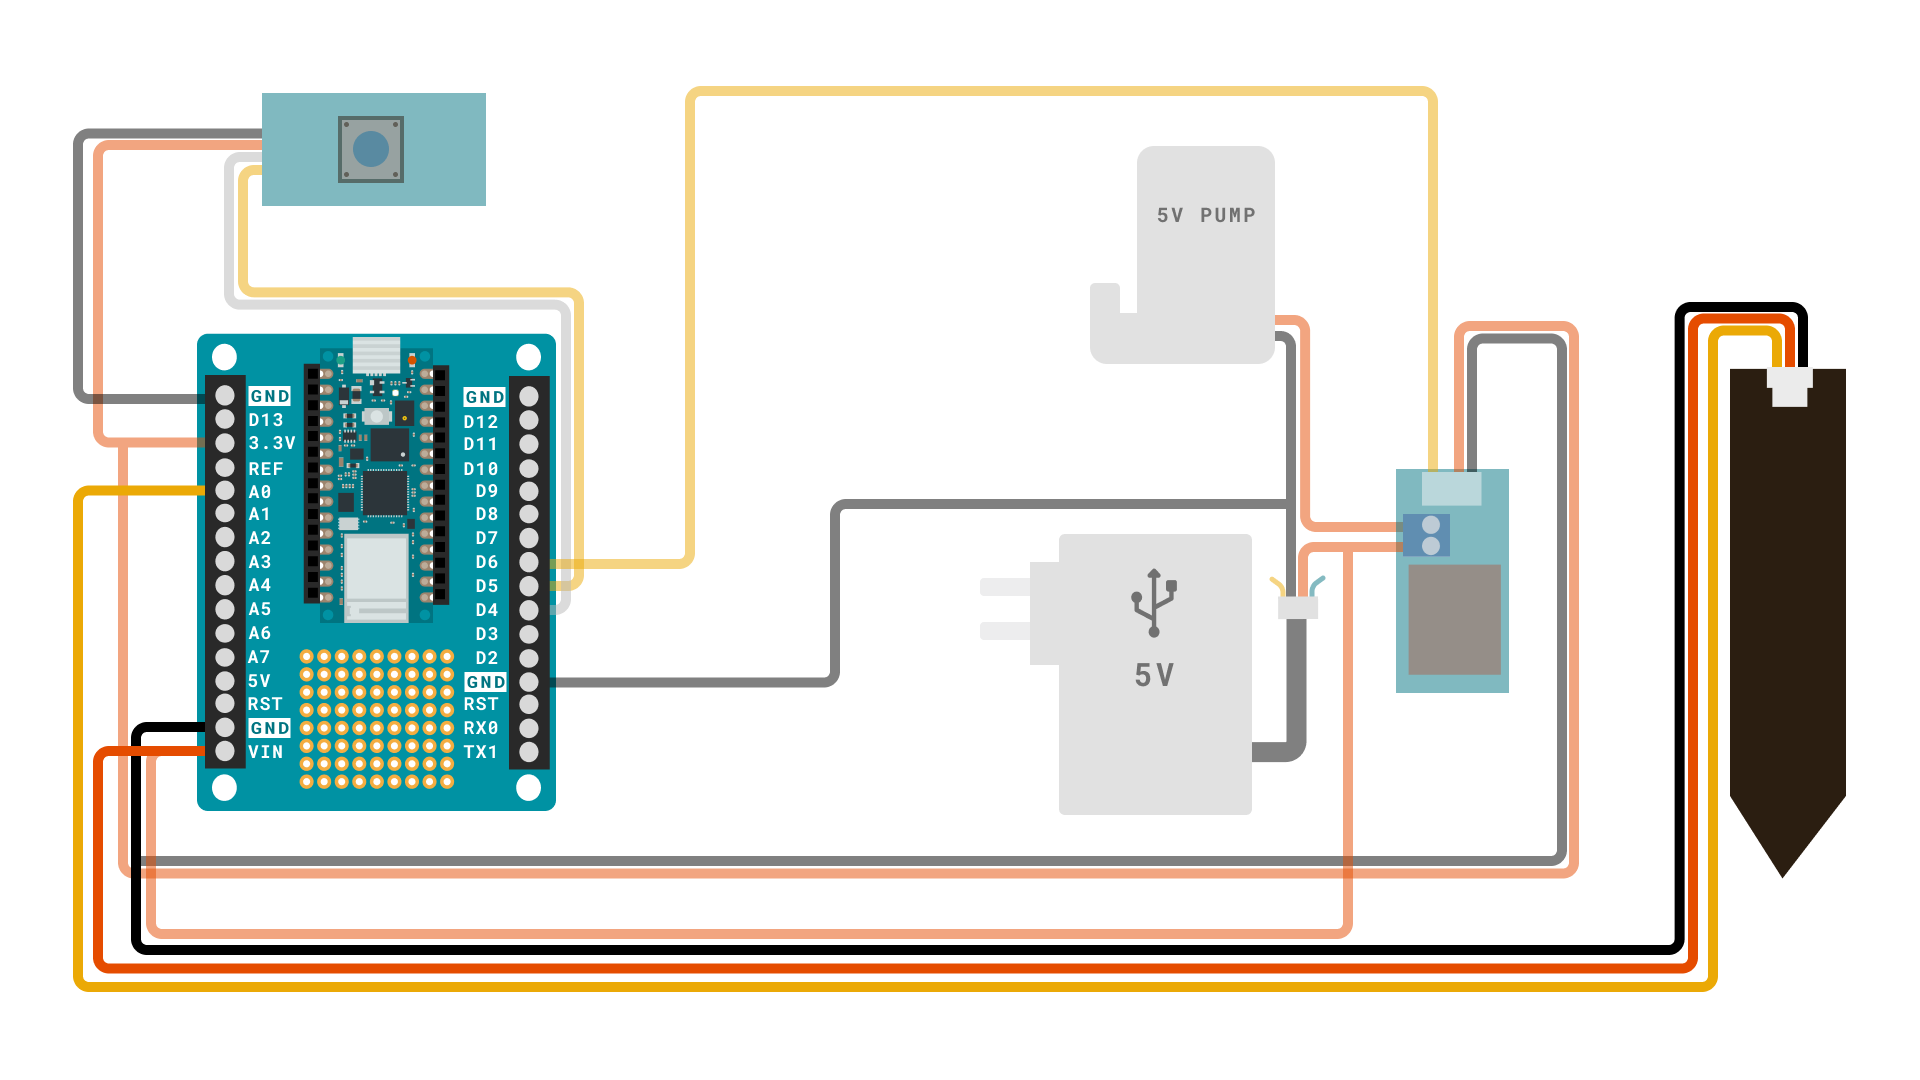 5V PUMP
GND
D13
3.3V
REF
A0
A1
A2
A3
A4
A5
A6
A7
5V
RST
GND
VIN
GND
D12
D11
D10
D9
D8
D7
D6
D5
D4
D3
D2
GND
RST
RX0
TX1
5V